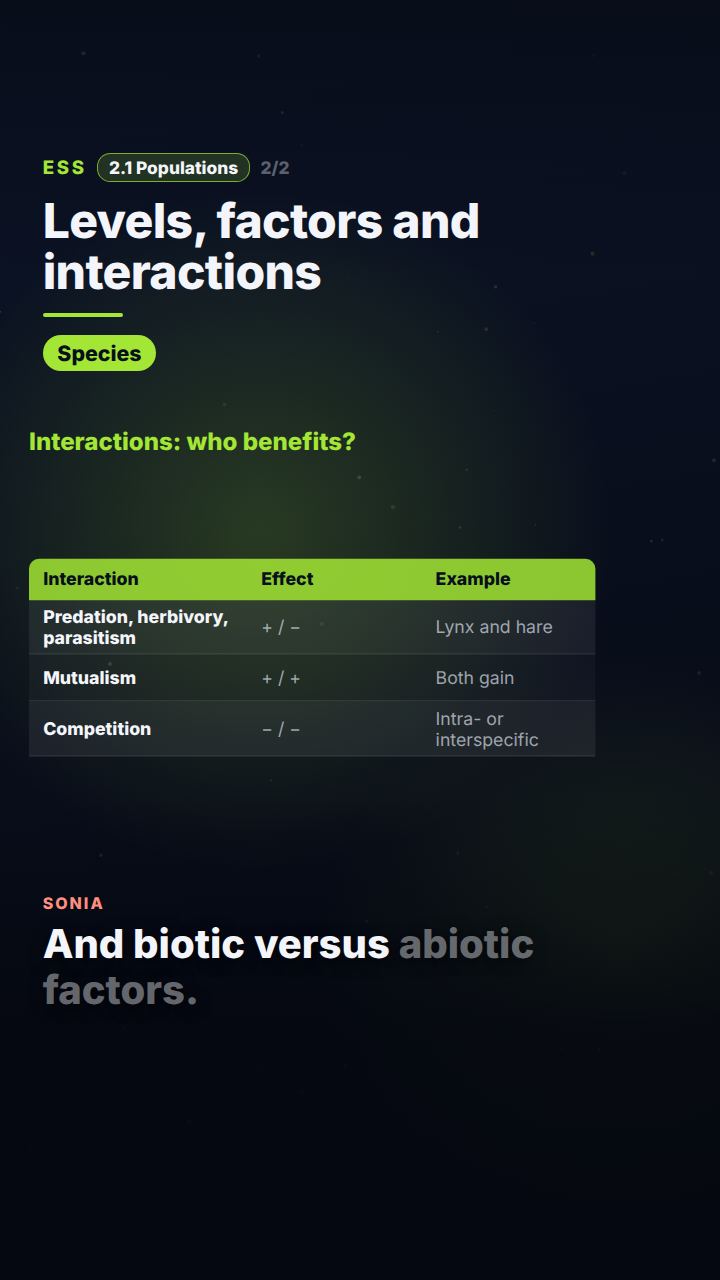 ESS 2.1 Populations 2/2
Levels, factors and
interactions
Species
Interactions: who benefits?
Interaction Effect Example
Predation, herbivory,
parasitism + / − Lynx and hare
Mutualism + / + Both gain
Competition − / − Intra- or
interspecific
SONIA
And biotic versus abiotic
factors.